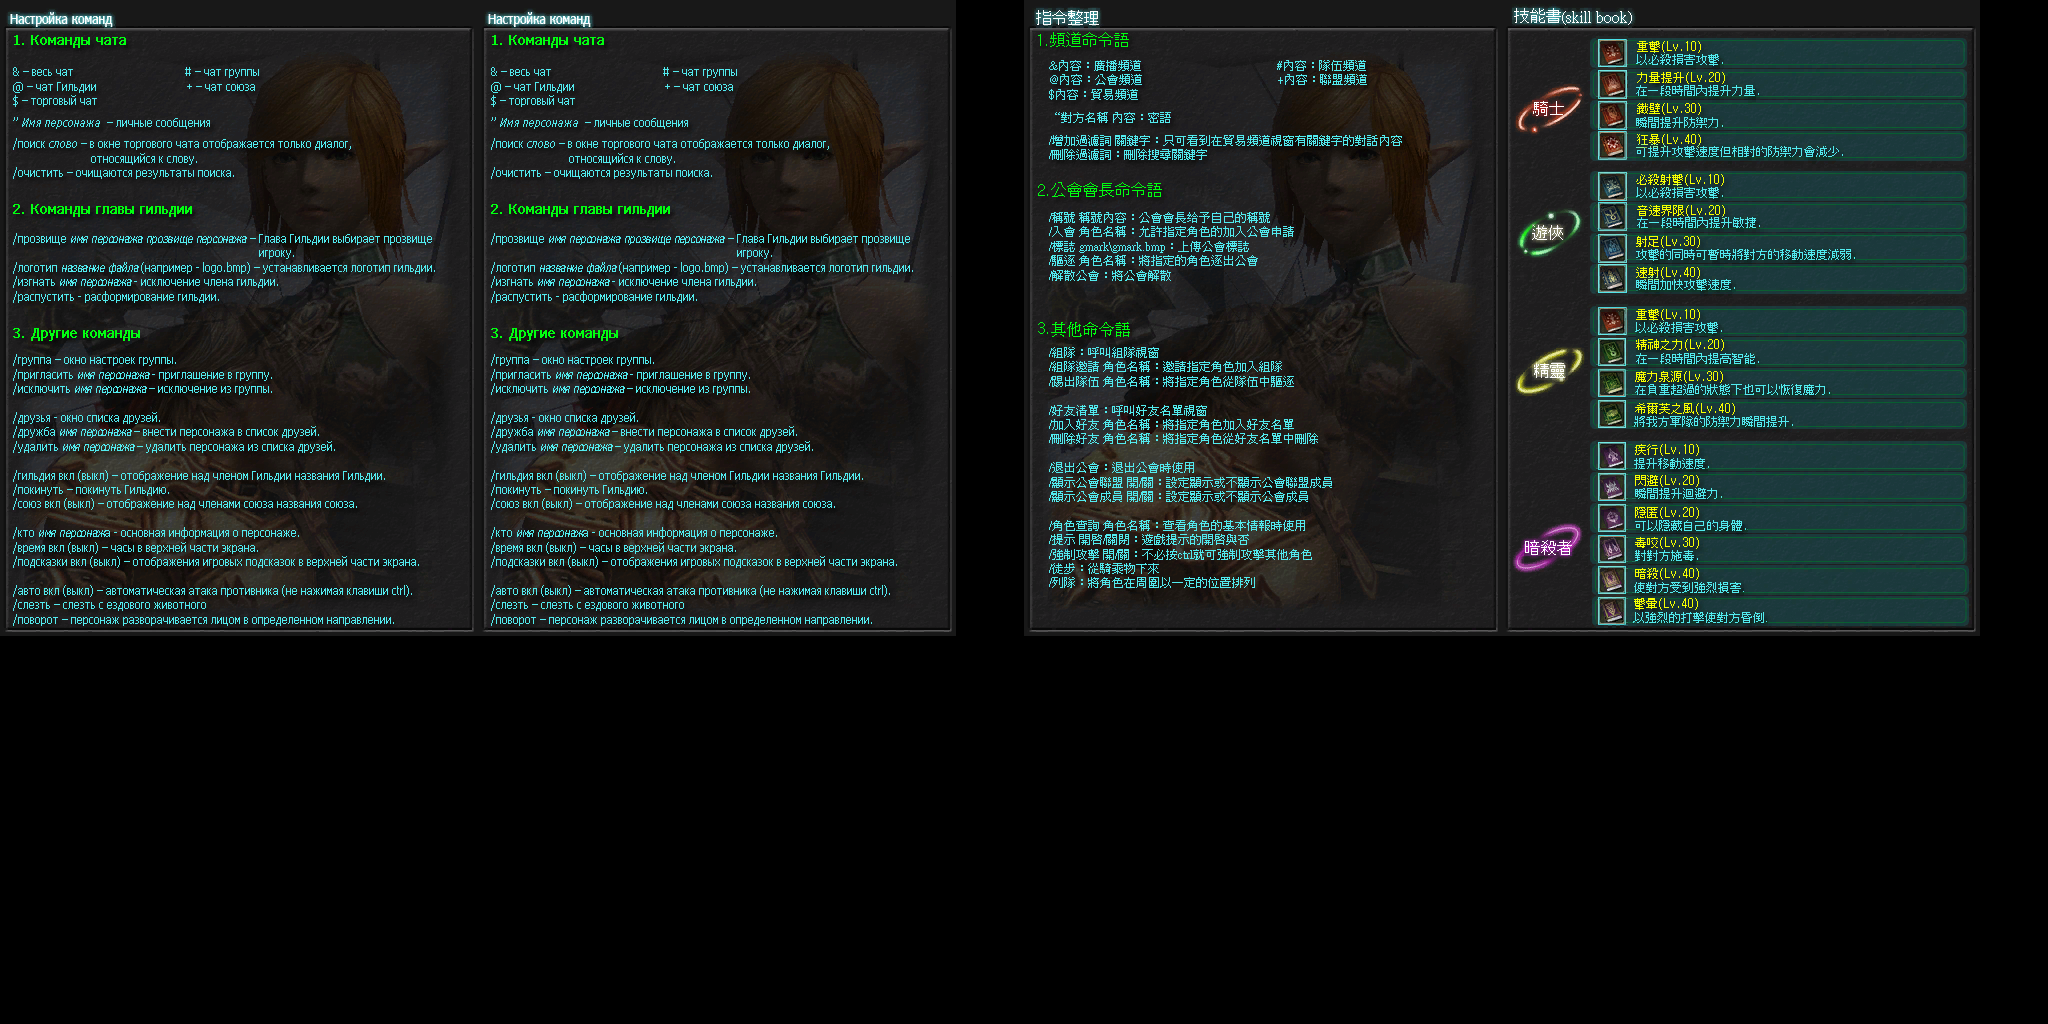 Настройка команд
1. Команды чата
& – весь чат
# – чат группы
@ – чат Гильдии
+ – чат союза
$ – торговый чат
” Имя персонажа – личные сообщения
/поиск слово – в окне торгового чата отображается только диалог,
относящийся к слову.
/очистить – очищаются результаты поиска.
2. Команды главы гильдии
/прозвище имя персонажа прозвище персонажа – Глава Гильдии выбирает прозвище
игроку.
/логотип название файла (например - logo.bmp) – устанавливается логотип гильдии.
/изгнать имя персонажа - исключение члена гильдии.
/распустить - расформирование гильдии.
3. Другие команды
/группа – окно настроек группы.
/пригласить имя персонажа - приглашение в группу.
/исключить имя персонажа – исключение из группы.
/друзья - окно списка друзей.
/дружба имя персонажа – внести персонажа в список друзей.
/удалить имя персонажа – удалить персонажа из списка друзей.
/гильдия вкл (выкл) – отображение над членом Гильдии названия Гильдии.
/покинуть – покинуть Гильдию.
/союз вкл (выкл) – отображение над членами союза названия союза.
/кто имя персонажа - основная информация о персонаже.
/время вкл (выкл) – часы в верхней части экрана.
/подсказки вкл (выкл) – отображения игровых подсказок в верхней части экрана.
/авто вкл (выкл) – автоматическая атака противника (не нажимая клавиши ctrl).
/слезть – слезть с ездового животного
/поворот – персонаж разворачивается лицом в определенном направлении.
Настройка команд
1. Команды чата
& – весь чат
# – чат группы
@ – чат Гильдии
+ – чат союза
$ – торговый чат
” Имя персонажа – личные сообщения
/поиск слово – в окне торгового чата отображается только диалог,
относящийся к слову.
/очистить – очищаются результаты поиска.
2. Команды главы гильдии
/прозвище имя персонажа прозвище персонажа – Глава Гильдии выбирает прозвище
игроку.
/логотип название файла (например - logo.bmp) – устанавливается логотип гильдии.
/изгнать имя персонажа - исключение члена гильдии.
/распустить - расформирование гильдии.
3. Другие команды
/группа – окно настроек группы.
/пригласить имя персонажа - приглашение в группу.
/исключить имя персонажа – исключение из группы.
/друзья - окно списка друзей.
/дружба имя персонажа – внести персонажа в список друзей.
/удалить имя персонажа – удалить персонажа из списка друзей.
/гильдия вкл (выкл) – отображение над членом Гильдии названия Гильдии.
/покинуть – покинуть Гильдию.
/союз вкл (выкл) – отображение над членами союза названия союза.
/кто имя персонажа - основная информация о персонаже.
/время вкл (выкл) – часы в верхней части экрана.
/подсказки вкл (выкл) – отображения игровых подсказок в верхней части экрана.
/авто вкл (выкл) – автоматическая атака противника (не нажимая клавиши ctrl).
/слезть – слезть с ездового животного
/поворот – персонаж разворачивается лицом в определенном направлении.
指令整理
1.頻道命令語
&內容：廣播頻道
#內容：隊伍頻道
@內容：公會頻道
+內容：聯盟頻道
$內容：貿易頻道
“對方名稱 內容：密語
/增加過濾詞 關鍵字：只可看到在貿易頻道視窗有關鍵字的對話內容
/刪除過濾詞：刪除搜尋關鍵字
2.公會會長命令語
/稱號 稱號內容：公會會長給予自己的稱號
/入會 角色名稱：允許指定角色的加入公會申請
/標誌 gmark\gmark.bmp：上傳公會標誌
/驅逐 角色名稱：將指定的角色逐出公會
/解散公會：將公會解散
3.其他命令語
/組隊：呼叫組隊視窗
/組隊邀請 角色名稱：邀請指定角色加入組隊
/踢出隊伍 角色名稱：將指定角色從隊伍中驅逐
/好友清單：呼叫好友名單視窗
/加入好友 角色名稱：將指定角色加入好友名單
/刪除好友 角色名稱：將指定角色從好友名單中刪除
/退出公會：退出公會時使用
/顯示公會聯盟 開/關：設定顯示或不顯示公會聯盟成員
/顯示公會成員 開/關：設定顯示或不顯示公會成員
/角色查詢 角色名稱：查看角色的基本情報時使用
/提示 開啓/關閉：遊戲提示的開啓與否
/強制攻擊 開/關：不必按ctrl就可強制攻擊其他角色
/徒步：從騎乘物下來
/列隊：將角色在周圍以一定的位置排列
技能書(skill book)
騎士
重擊(Lv.10)
以必殺損害攻擊.
力量提升(Lv.20)
在一段時間內提升力量.
鐵壁(Lv.30)
瞬間提升防禦力.
狂暴(Lv.40)
可提升攻擊速度但相對的防禦力會減少.
遊俠
必殺射擊(Lv.10)
以必殺損害攻擊.
音速界限(Lv.20)
在一段時間內提升敏捷.
射足(Lv.30)
攻擊的同時可暫時將對方的移動速度減弱.
速射(Lv.40)
瞬間加快攻擊速度.
精靈
重擊(Lv.10)
以必殺損害攻擊.
精神之力(Lv.20)
在一段時間內提高智能.
魔力泉源(Lv.30)
在負重超過的狀態下也可以恢復魔力.
希爾芙之風(Lv.40)
將我方軍隊的防禦力瞬間提升.
暗殺者
疾行(Lv.10)
提升移動速度.
閃避(Lv.20)
瞬間提升迴避力.
隱匿(Lv.20)
可以隱藏自己的身體.
毒咬(Lv.30)
對對方施毒.
暗殺(Lv.40)
使對方受到強烈損害.
擊暈(Lv.40)
以強烈的打擊使對方昏倒.